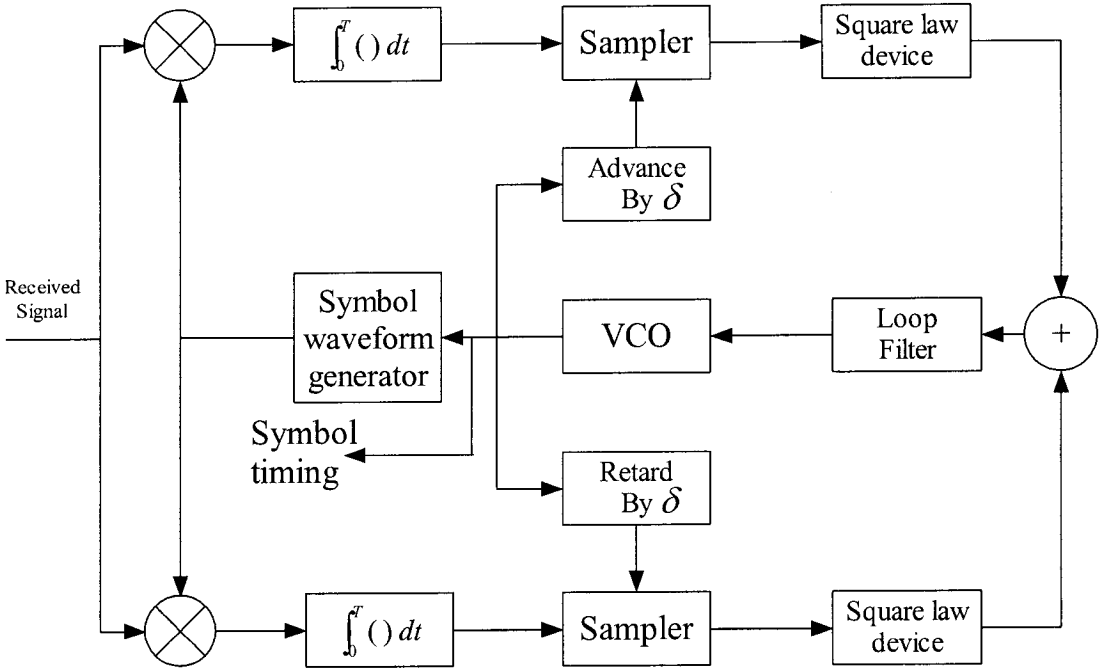 ∫₀ᵀ ( ) dt
Sampler
Square law
device
Advance
By δ
Received
Signal
Symbol
waveform
generator
VCO
Loop
Filter
+
Symbol
timing
Retard
By δ
∫₀ᵀ ( ) dt
Sampler
Square law
device